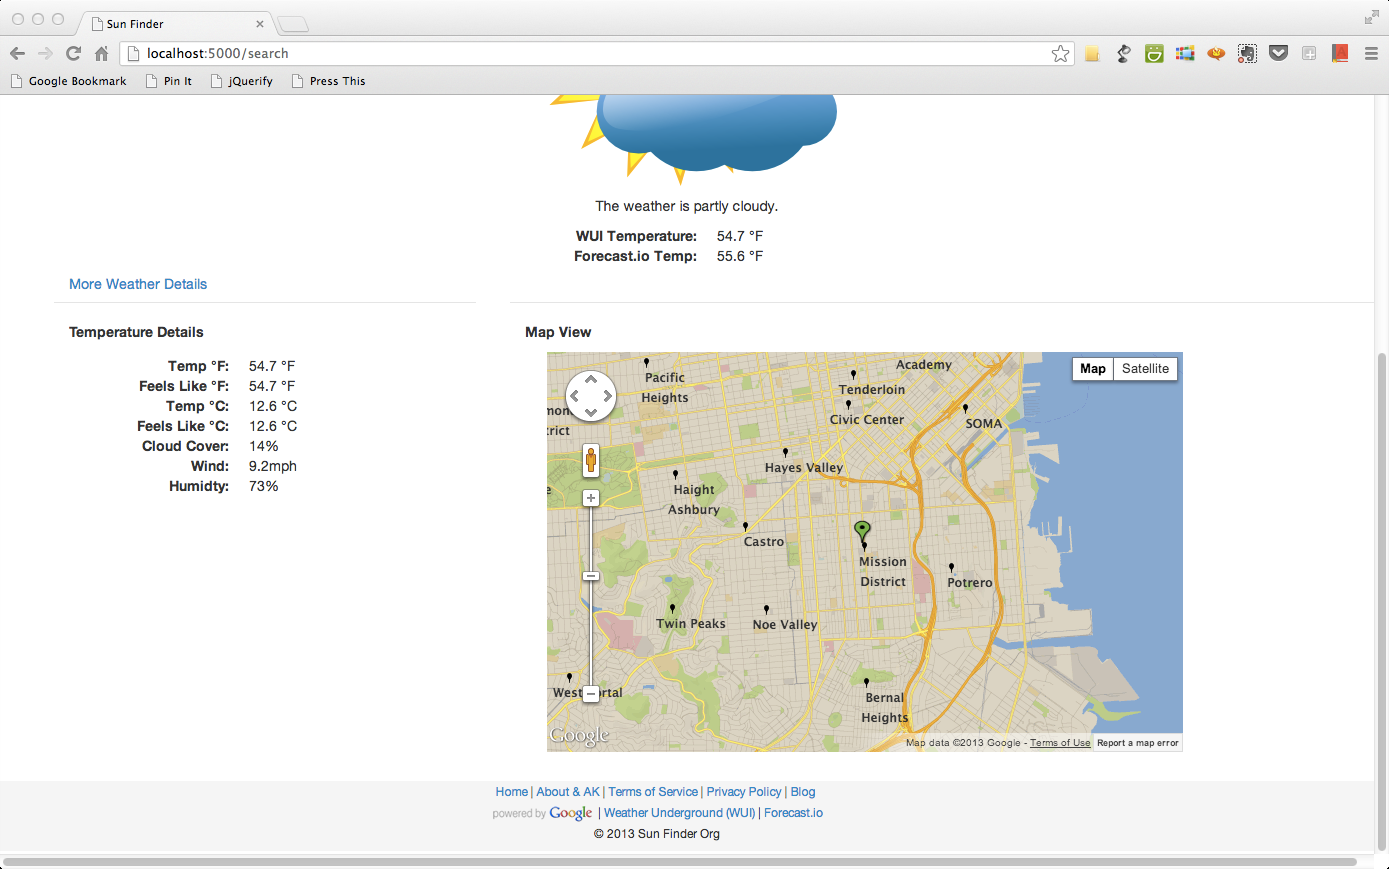 Sun Finder
localhost:5000/search
Google Bookmark
Pin It
jQuerify
Press This
The weather is partly cloudy.
WUI Temperature: 54.7 °F
Forecast.io Temp: 55.6 °F
More Weather Details
Temperature Details
Temp °F: 54.7 °F
Feels Like °F: 54.7 °F
Temp °C: 12.6 °C
Feels Like °C: 12.6 °C
Cloud Cover: 14%
Wind: 9.2mph
Humidty: 73%
Map View
Map
Satellite
Academy
Pacific
Heights
Tenderloin
Civic Center
SOMA
Hayes Valley
Haight
Ashbury
Castro
Mission
District
Potrero
Twin Peaks
Noe Valley
Bernal
Heights
Google
Map data ©2013 Google - Terms of Use
Report a map error
Home | About & AK | Terms of Service | Privacy Policy | Blog
powered by Google | Weather Underground (WUI) | Forecast.io
© 2013 Sun Finder Org